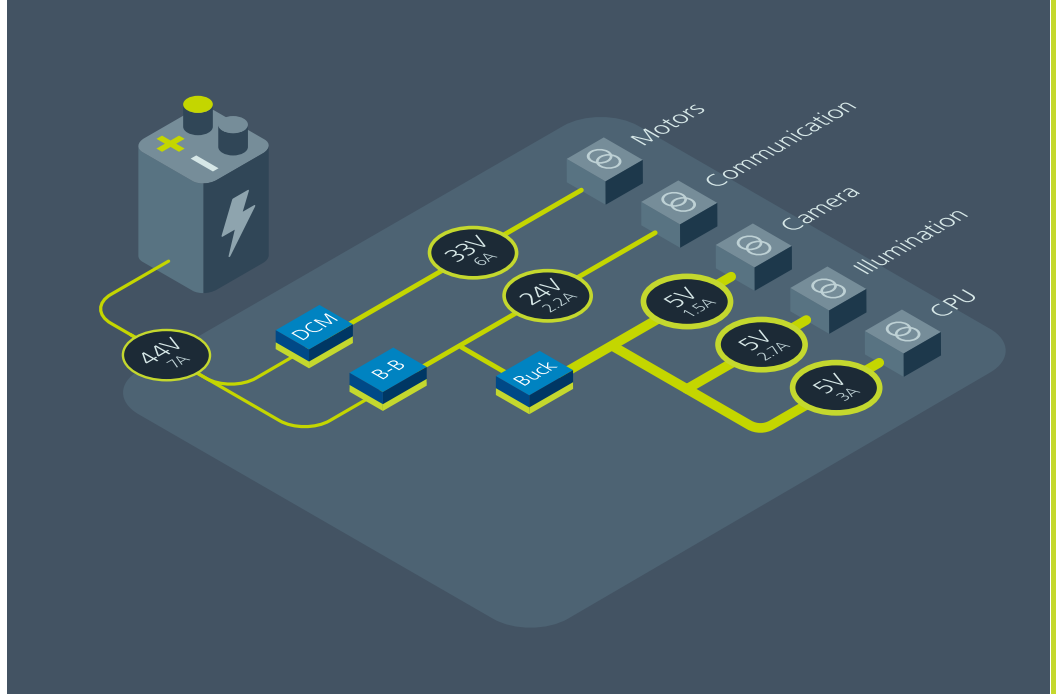 Motors
Communication
Camera
Illumination
CPU
33V
6A
24V
2.2A
5V
1.5A
5V
2.7A
5V
3A
44V
7A
DCM
B-B
Buck